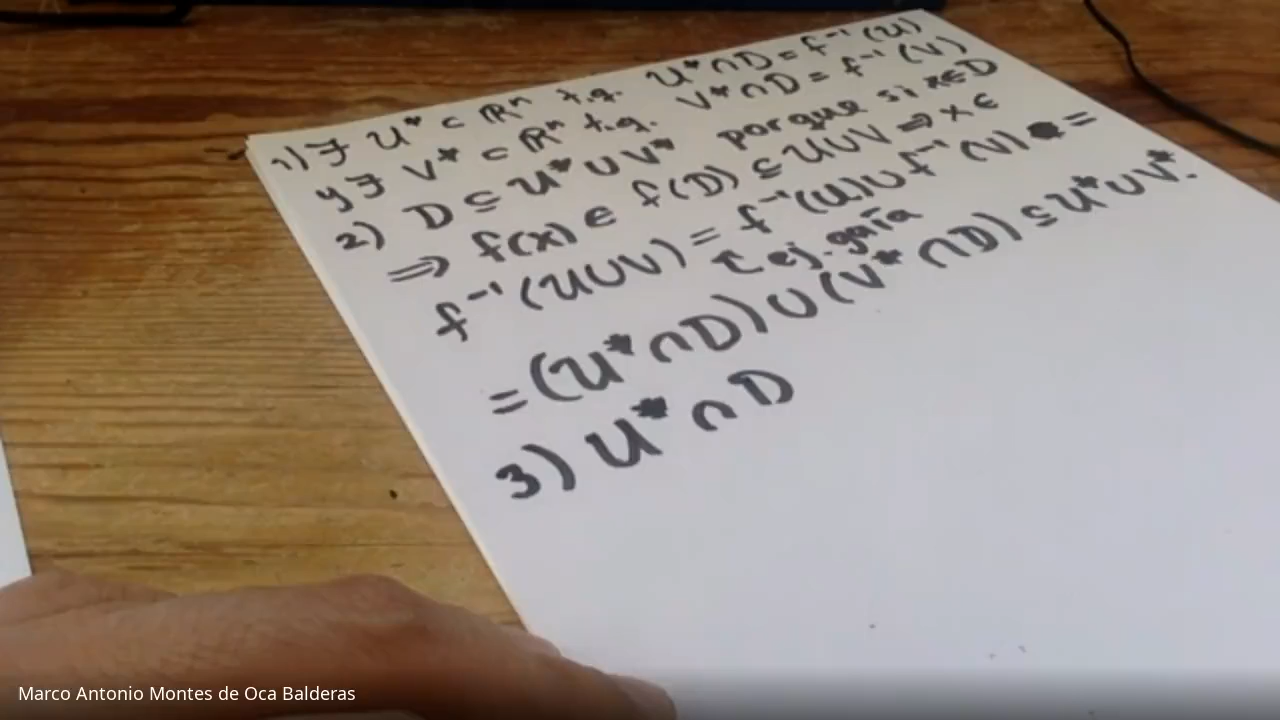 1) ∃ U* ⊂ ℝⁿ t.q. U*∩D = f⁻¹(U)
y ∃ V* ⊂ ℝⁿ t.q. V*∩D = f⁻¹(V)
2) D ⊆ U*∪V* porque si x∈D
⟹ f(x) ∈ f(D) ⊆ U∪V ⟹ x ∈
f⁻¹(U∪V) = f⁻¹(U)∪f⁻¹(V) =
ej. guía
= (U*∩D)∪(V*∩D) ⊆ U*∪V*.
3) U*∩D
Marco Antonio Montes de Oca Balderas